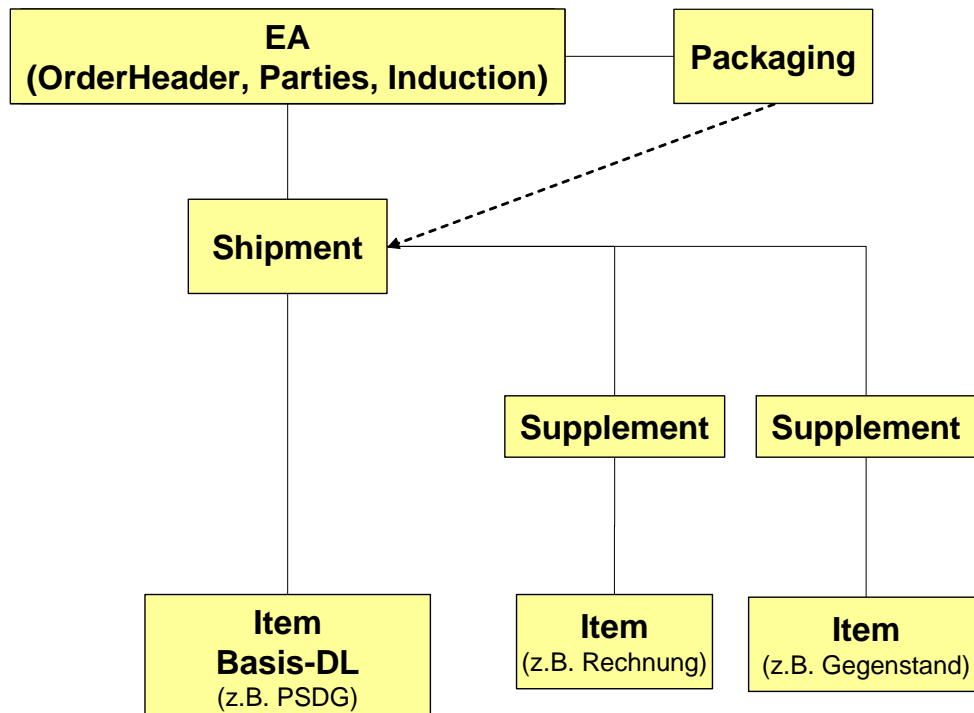 EA
(OrderHeader, Parties, Induction)
Packaging
Shipment
Supplement
Supplement
Item
Basis-DL
(z.B. PSDG)
Item
(z.B. Rechnung)
Item
(z.B. Gegenstand)